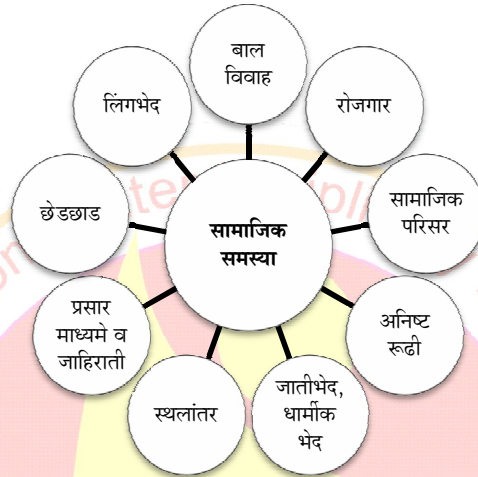 बाल
विवाह
रोजगार
सामाजिक
परिसर
अनिष्ट
रूढी
जातीभेद,
धार्मीक
भेद
स्थलांतर
प्रसार
माध्यमे व
जाहिराती
छेडछाड
लिंगभेद
सामाजिक
समस्या